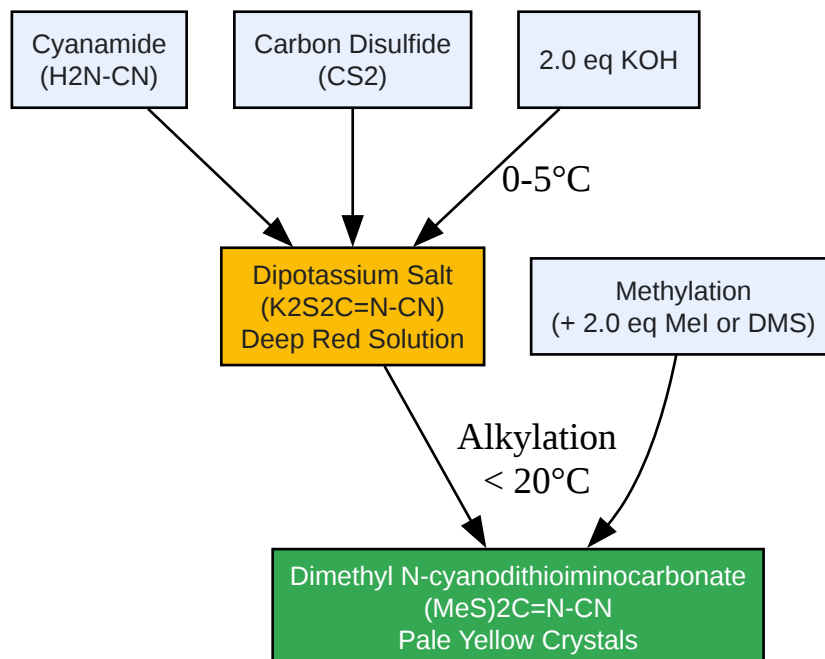 Cyanamide
(H2N-CN)
Carbon Disulfide
(CS2)
2.0 eq KOH
0-5°C
Dipotassium Salt
(K2S2C=N-CN)
Deep Red Solution
Methylation
(+ 2.0 eq MeI or DMS)
Alkylation
< 20°C
Dimethyl N-cyanodithioiminocarbonate
(MeS)2C=N-CN
Pale Yellow Crystals